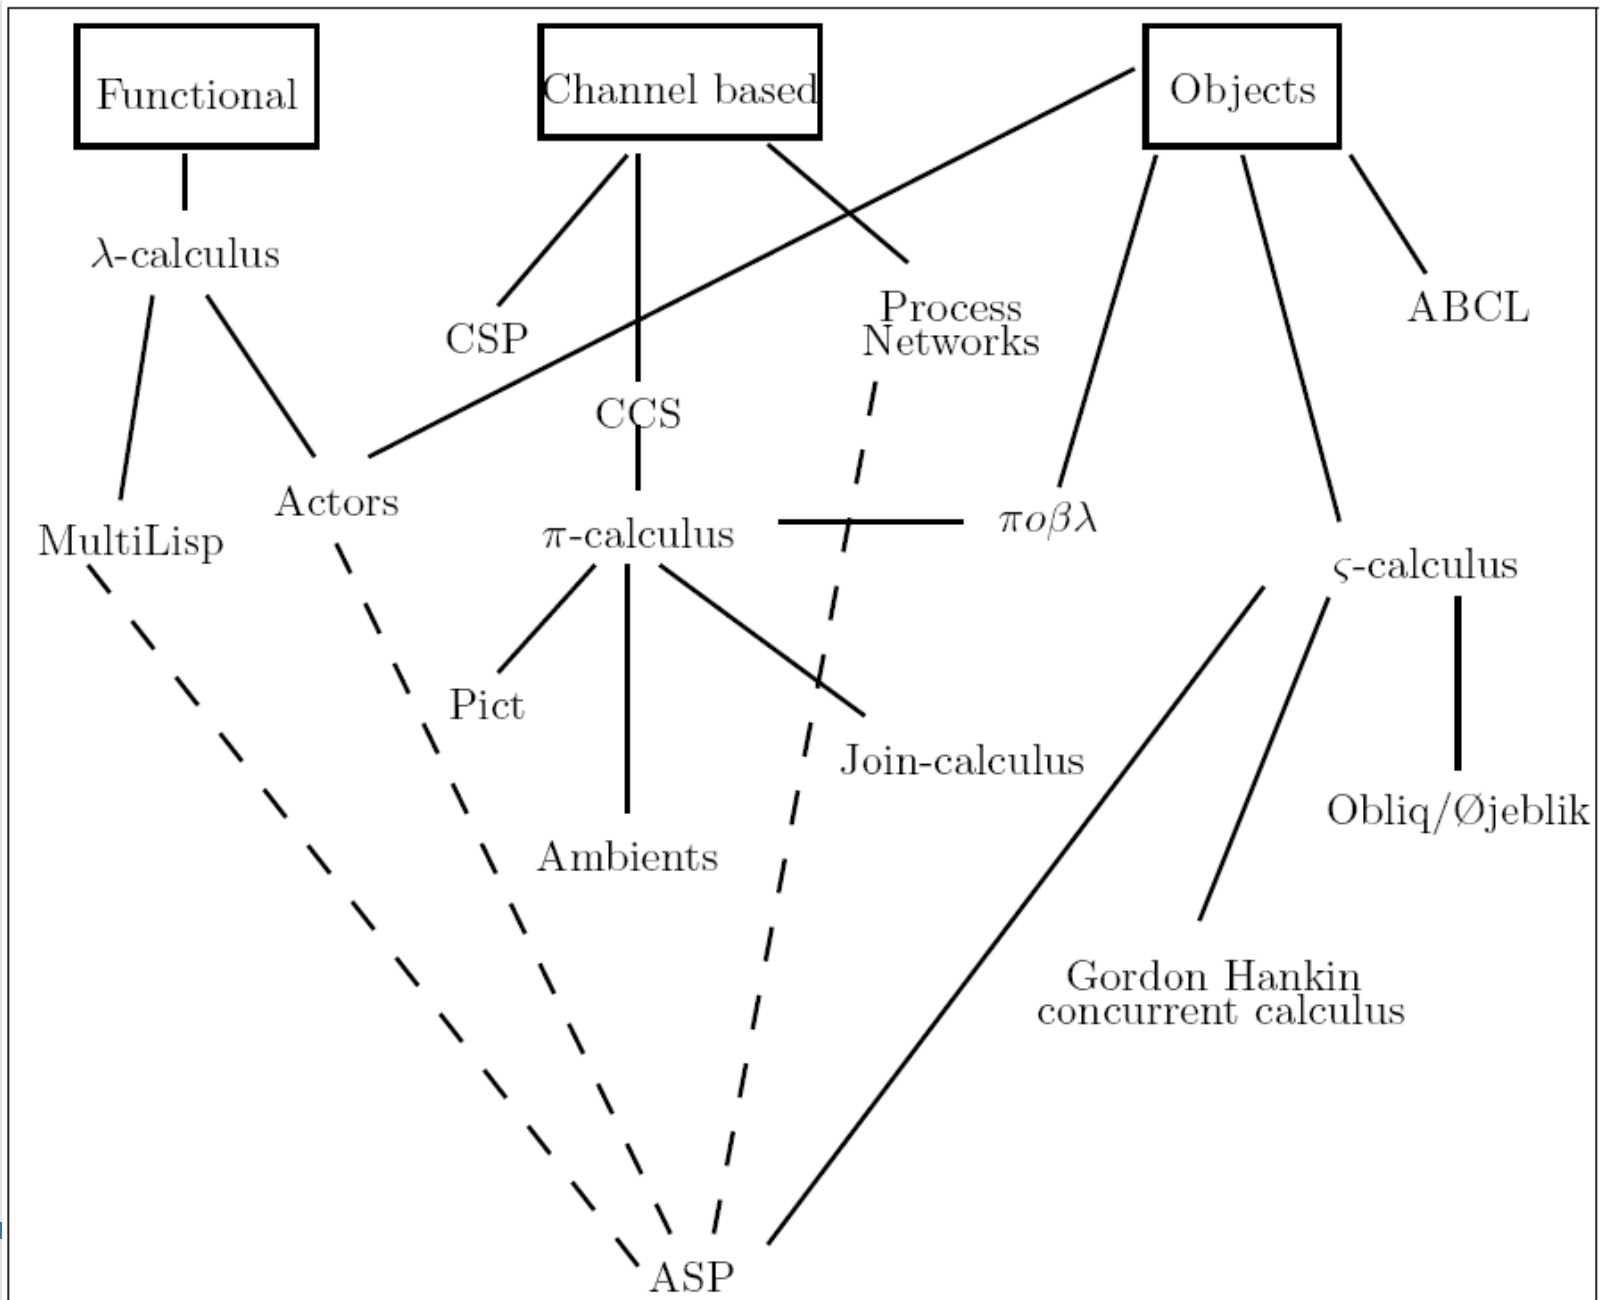 Functional
Channel based
Objects
λ-calculus
CSP
Process
Networks
ABCL
CCS
Actors
MultiLisp
π-calculus
ποβλ
ς-calculus
Pict
Join-calculus
Obliq/Øjeblik
Ambients
Gordon Hankin
concurrent calculus
ASP